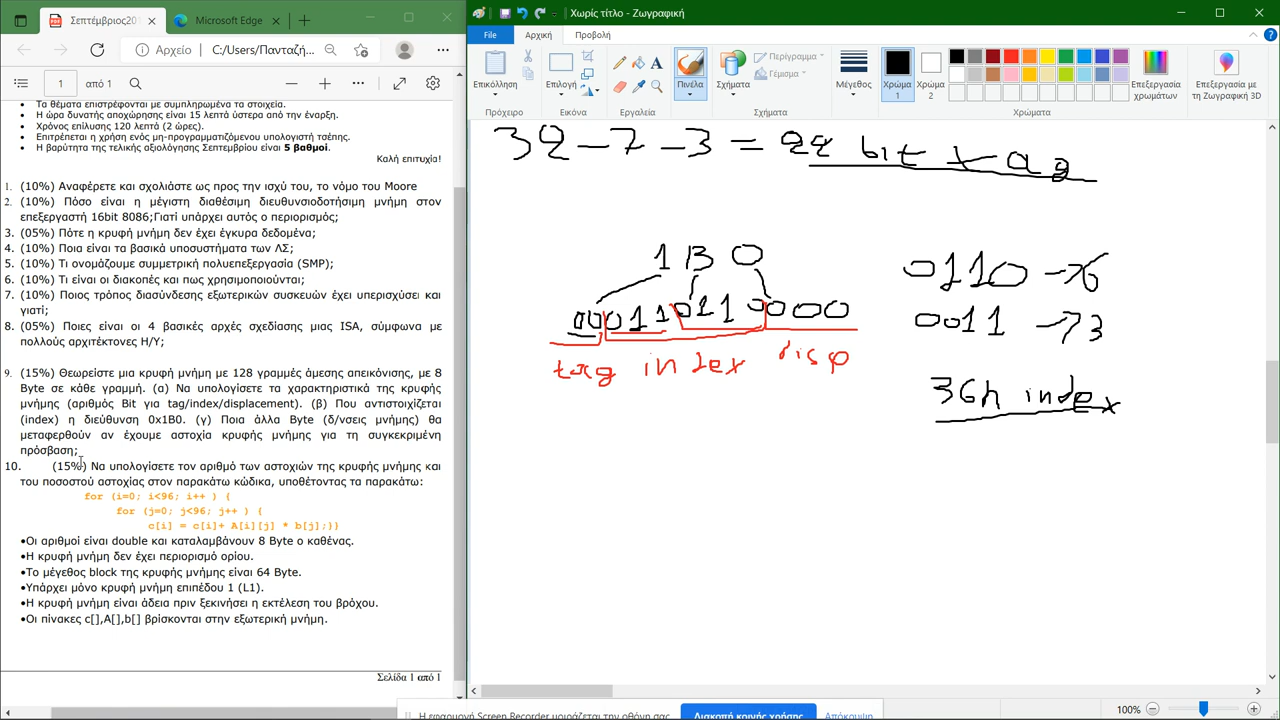 Σεπτέμβριος20
Microsoft Edge
Αρχείο
C:/Users/Πανταζή...
1
από 1
Τα θέματα επιστρέφονται με συμπληρωμένα τα στοιχεία.
Η ώρα δυνατής αποχώρησης είναι 15 λεπτά ύστερα από την έναρξη.
Χρόνος επίλυσης 120 λεπτά (2 ώρες).
Επιτρέπεται η χρήση ενός μη-προγραμματιζόμενου υπολογιστή τσέπης.
Η βαρύτητα της τελικής αξιολόγησης Σεπτεμβρίου είναι 5 βαθμοί.
Καλή επιτυχία!
1. (10%) Αναφέρετε και σχολιάστε ως προς την ισχύ του, το νόμο του Moore
2. (10%) Πόσο είναι η μέγιστη διαθέσιμη διευθυνσιοδοτήσιμη μνήμη στον
επεξεργαστή 16bit 8086;Γιατί υπάρχει αυτός ο περιορισμός;
3. (05%) Πότε η κρυφή μνήμη δεν έχει έγκυρα δεδομένα;
4. (10%) Ποια είναι τα βασικά υποσυστήματα των ΛΣ;
5. (10%) Τι ονομάζουμε συμμετρική πολυεπεξεργασία (SMP);
6. (10%) Τι είναι οι διακοπές και πως χρησιμοποιούνται;
7. (10%) Ποιος τρόπος διασύνδεσης εξωτερικών συσκευών έχει υπερισχύσει και
γιατί;
8. (05%) Ποιες είναι οι 4 βασικές αρχές σχεδίασης μιας ISA, σύμφωνα με
πολλούς αρχιτέκτονες Η/Υ;
9. (15%) Θεωρείστε μια κρυφή μνήμη με 128 γραμμές άμεσης απεικόνισης, με 8
Byte σε κάθε γραμμή. (α) Να υπολογίσετε τα χαρακτηριστικά της κρυφής
μνήμης (αριθμός Bit για tag/index/displacement). (β) Που αντιστοιχίζεται
(index) η διεύθυνση 0x1B0. (γ) Ποια άλλα Byte (δ/νσεις μνήμης) θα
μεταφερθούν αν έχουμε αστοχία κρυφής μνήμης για τη συγκεκριμένη
πρόσβαση;
10. (15%) Να υπολογίσετε τον αριθμό των αστοχιών της κρυφής μνήμης και
του ποσοστού αστοχίας στον παρακάτω κώδικα, υποθέτοντας τα παρακάτω:
for (i=0; i<96; i++ ) {
for (j=0; j<96; j++ ) {
c[i] = c[i]+ A[i][j] * b[j];}}
•Οι αριθμοί είναι double και καταλαμβάνουν 8 Byte ο καθένας.
•Η κρυφή μνήμη δεν έχει περιορισμό ορίου.
•Το μέγεθος block της κρυφής μνήμης είναι 64 Byte.
•Υπάρχει μόνο κρυφή μνήμη επιπέδου 1 (L1).
•Η κρυφή μνήμη είναι άδεια πριν ξεκινήσει η εκτέλεση του βρόχου.
•Οι πίνακες c[],A[],b[] βρίσκονται στην εξωτερική μνήμη.
Σελίδα 1 από 1
Χωρίς τίτλο - Ζωγραφική
File
Αρχική
Προβολή
Επικόλληση
Επιλογή
Πινέλα
Σχήματα
Περίγραμμα
Γέμισμα
Μέγεθος
Χρώμα 1
Χρώμα 2
Επεξεργασία χρωμάτων
Επεξεργασία με τη Ζωγραφική 3D
Πρόχειρο
Εικόνα
Εργαλεία
Σχήματα
Χρώματα
32 - 7 - 3 = 22 bit tag
1 B 0
0000110110000
tag index disp
0110 → 6
0011 → 3
36h index
Η εφαρμογή Screen Recorder μοιράζεται την οθόνη σας.
Διακοπή κοινής χρήσης
Απόκρυψη
100%